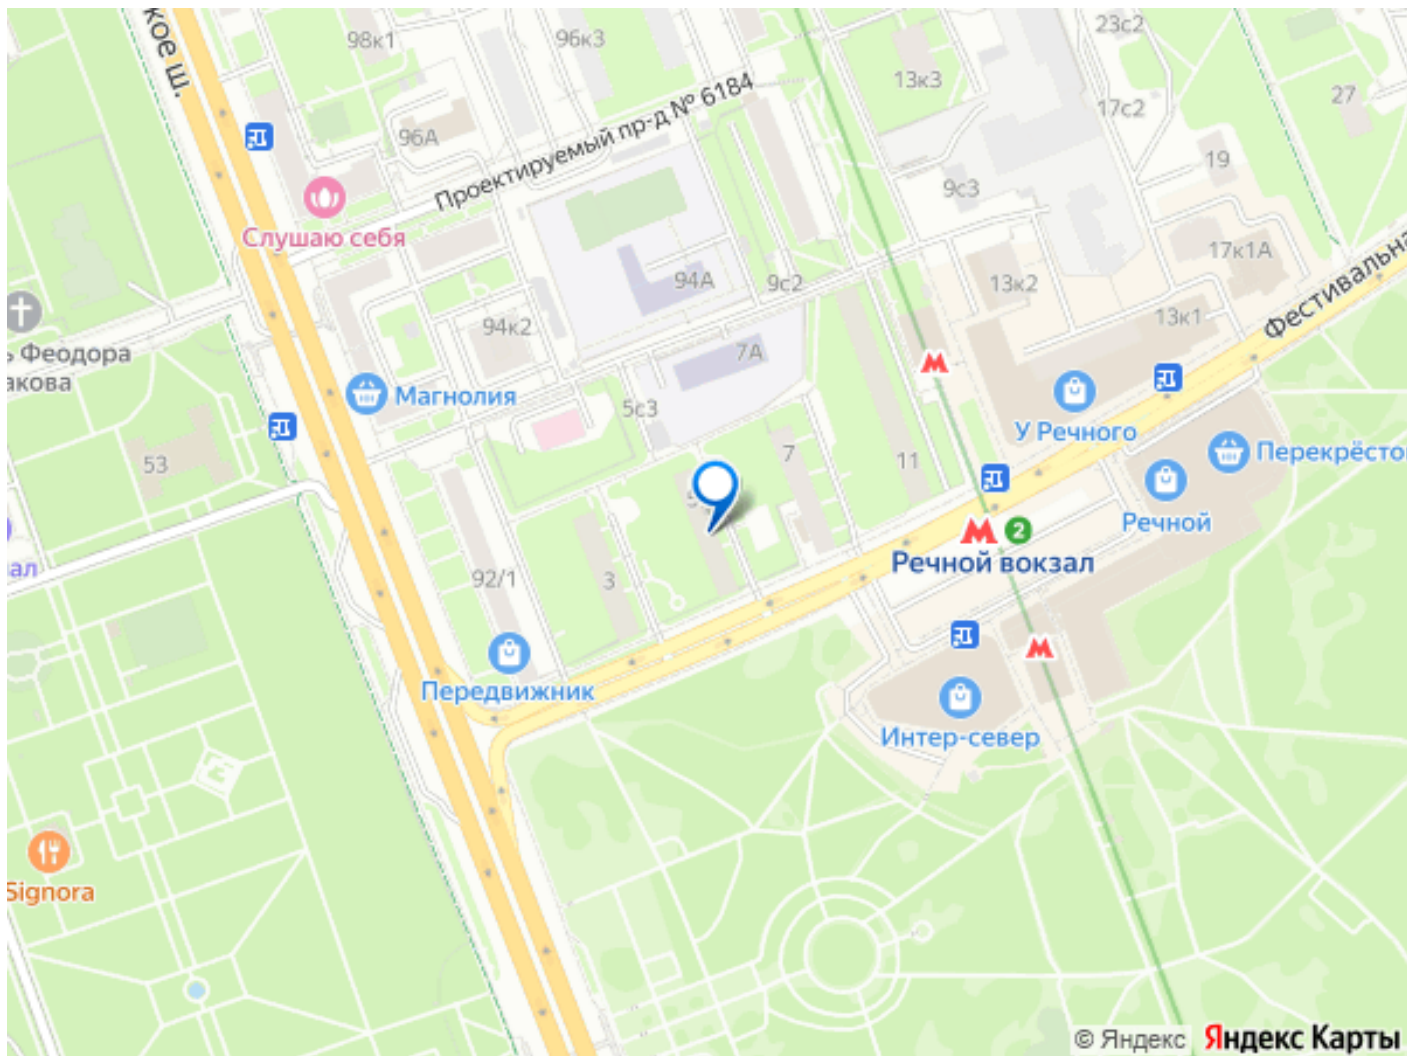 кое ш.
98к1
96к3
23с2
13к3
27
17с2
96А
Проектируемый пр-д № 6184
19
9с3
Слушаю себя
17к1А
Фестивальна
94А
9с2
13к2
13к1
94к2
ь Феодора
акова
7А
Магнолия
5с3
У Речного
53
7
11
Перекрёсто
Речной
2
Речной вокзал
ал
92/1
3
Передвижник
Интер-север
Signora
© Яндекс Яндекс Карты